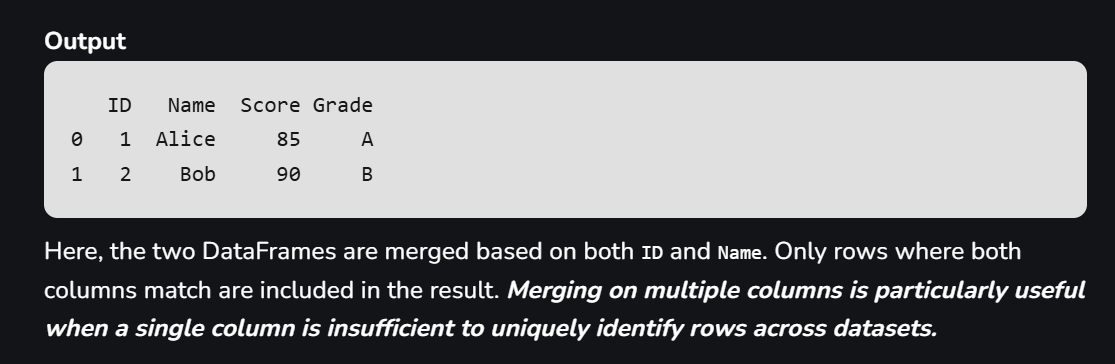 Output
ID Name Score Grade
0 1 Alice 85 A
1 2 Bob 90 B
Here, the two DataFrames are merged based on both ID and Name. Only rows where both
columns match are included in the result. Merging on multiple columns is particularly useful
when a single column is insufficient to uniquely identify rows across datasets.